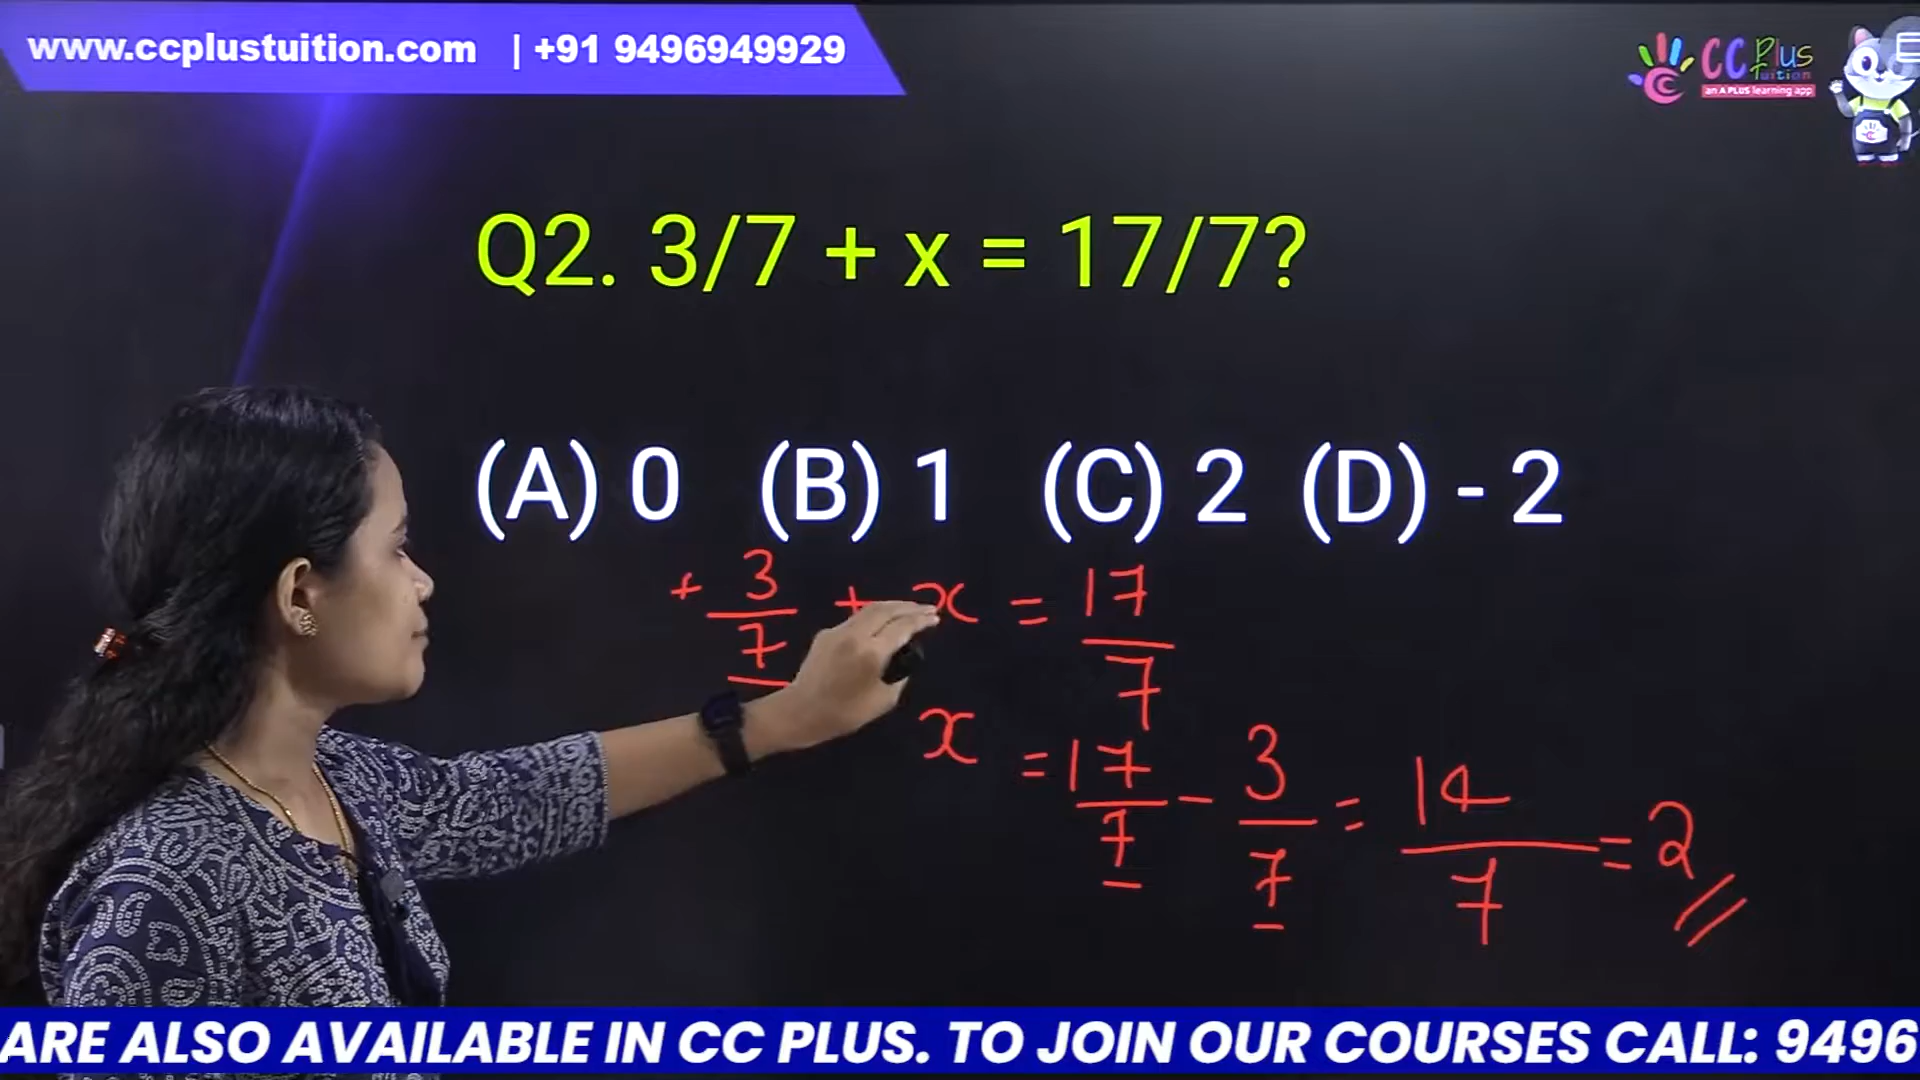 www.ccplustuition.com | +91 9496949929
CC Plus
Tuition
an A PLUS learning app
Q2. 3/7 + x = 17/7?
(A) 0 (B) 1 (C) 2 (D) - 2
+ 3/7 + x = 17/7
x = 17/7 - 3/7 = 14/7 = 2
ARE ALSO AVAILABLE IN CC PLUS. TO JOIN OUR COURSES CALL: 9496